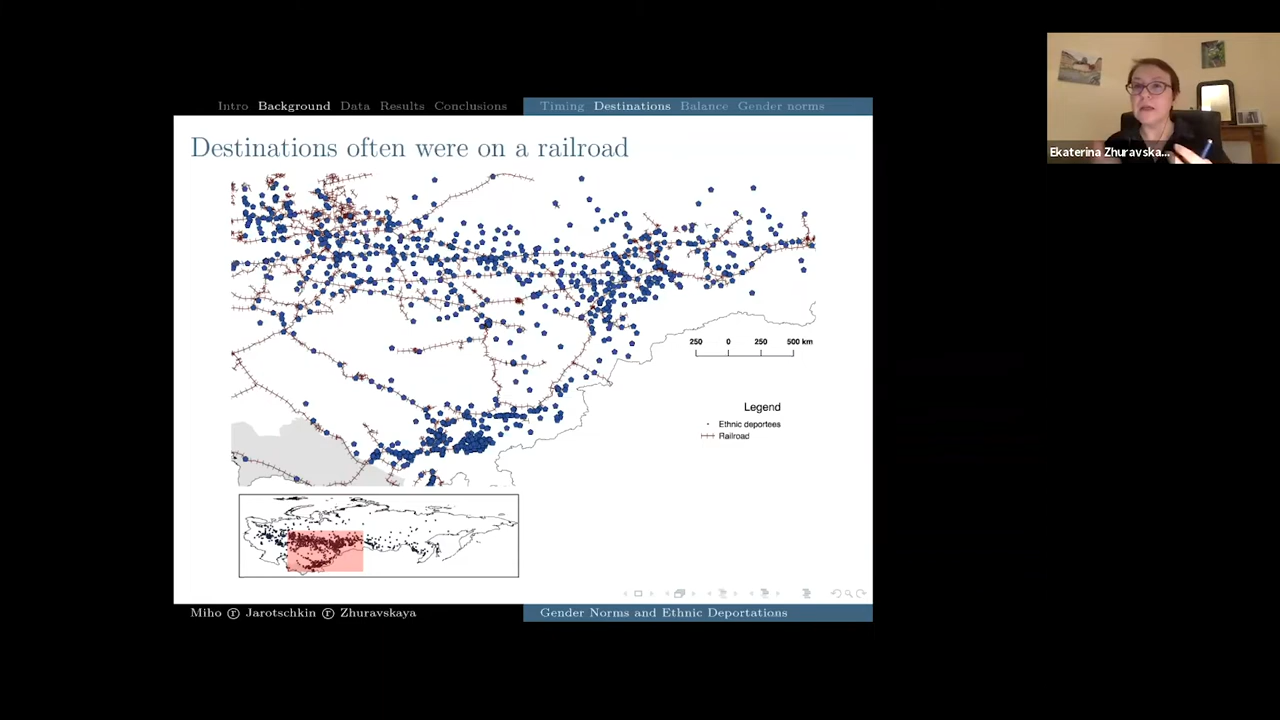 Intro Background Data Results Conclusions
Timing Destinations Balance Gender norms
Destinations often were on a railroad
250 0 250 500 km
Legend
Ethnic deportees
Railroad
Miho ⓡ Jarotschkin ⓡ Zhuravskaya
Gender Norms and Ethnic Deportations
Ekaterina Zhuravska...